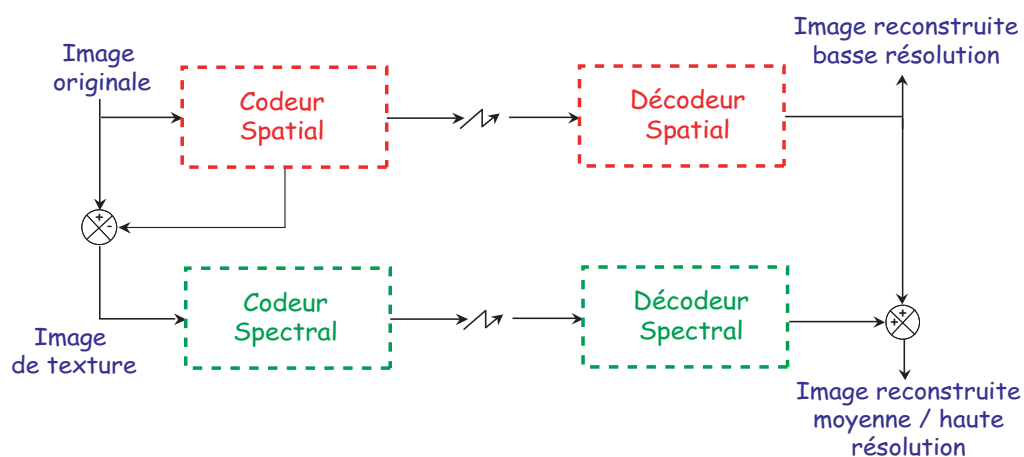 Image
originale
Codeur
Spatial
Décodeur
Spatial
Image reconstruite
basse résolution
+
-
Image
de texture
Codeur
Spectral
Décodeur
Spectral
+
+
Image reconstruite
moyenne / haute
résolution